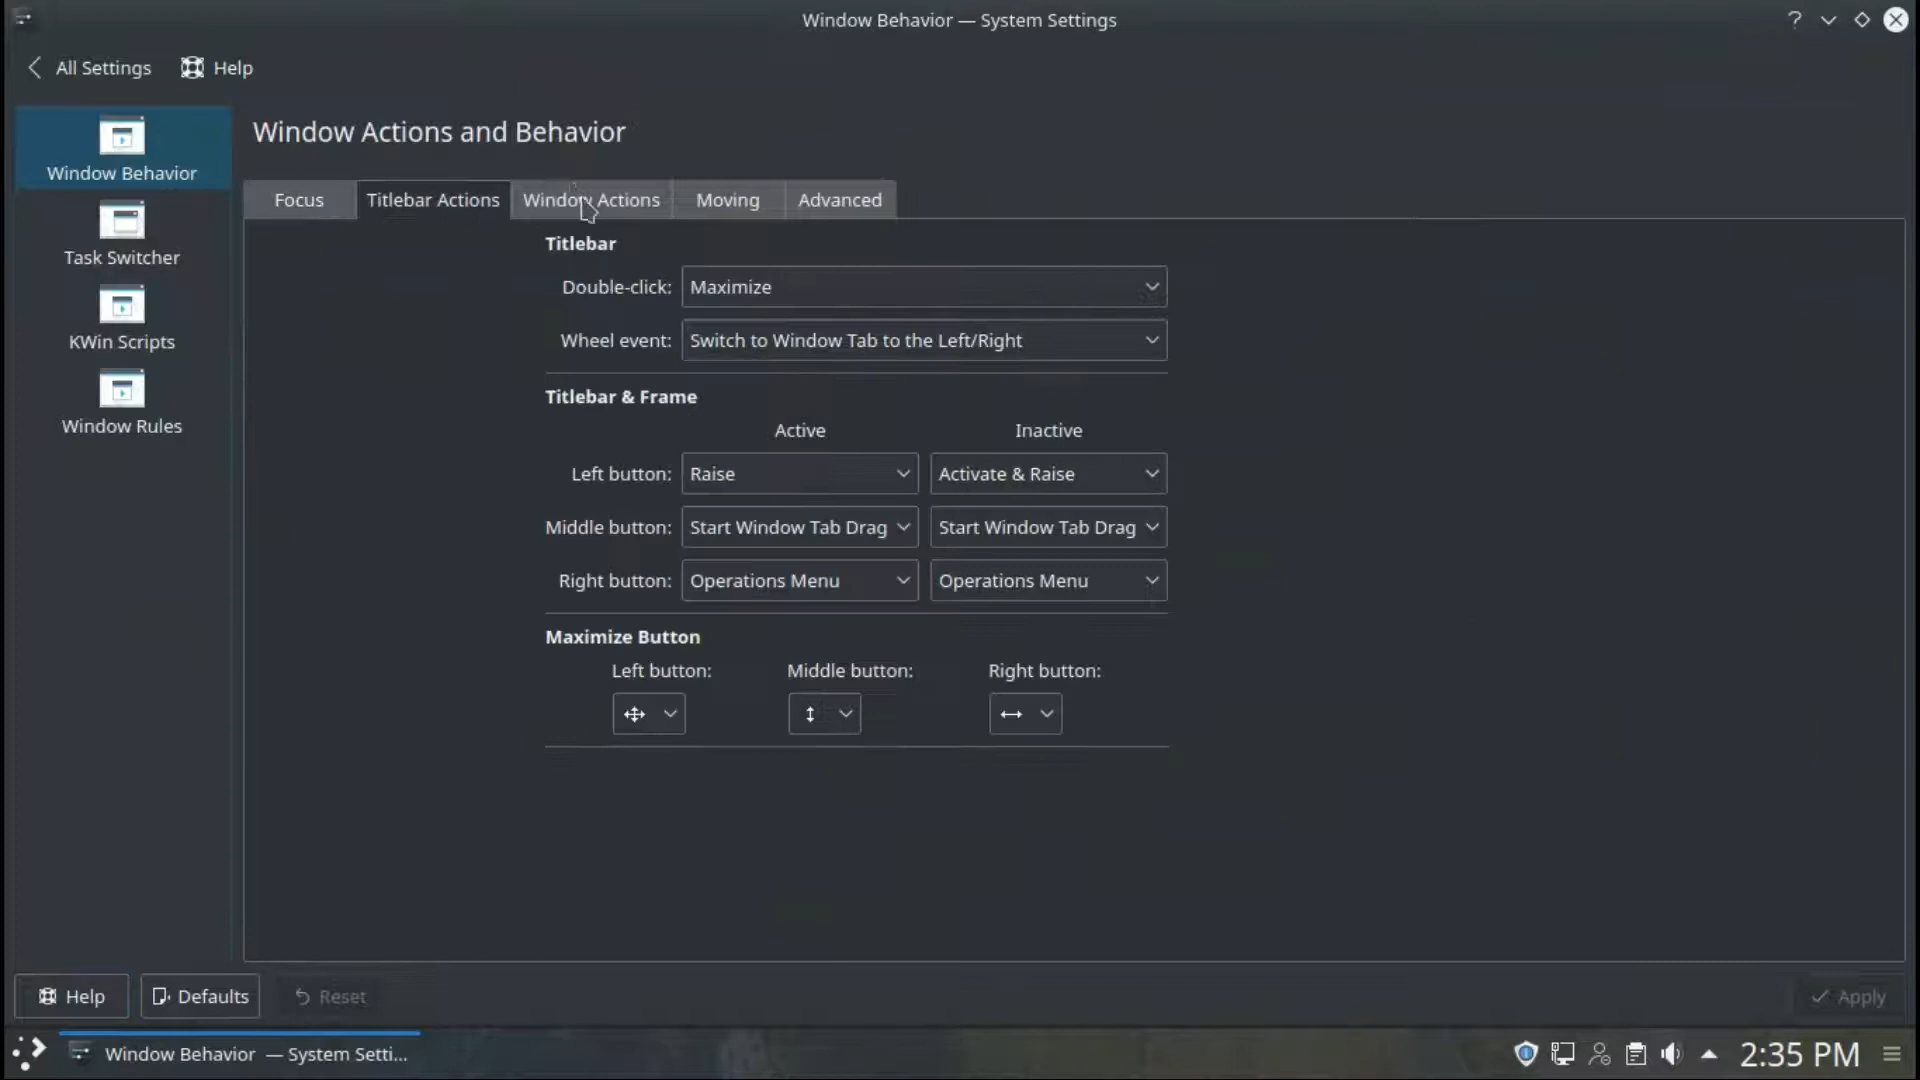 Window Behavior — System Settings
?
All Settings
Help
Window Behavior
Task Switcher
KWin Scripts
Window Rules
Window Actions and Behavior
Focus
Titlebar Actions
Window Actions
Moving
Advanced
Titlebar
Double-click: Maximize
Wheel event: Switch to Window Tab to the Left/Right
Titlebar & Frame
Active Inactive
Left button: Raise Activate & Raise
Middle button: Start Window Tab Drag Start Window Tab Drag
Right button: Operations Menu Operations Menu
Maximize Button
Left button: Middle button: Right button:
Help
Defaults
Reset
Apply
Window Behavior — System Setti...
2:35 PM